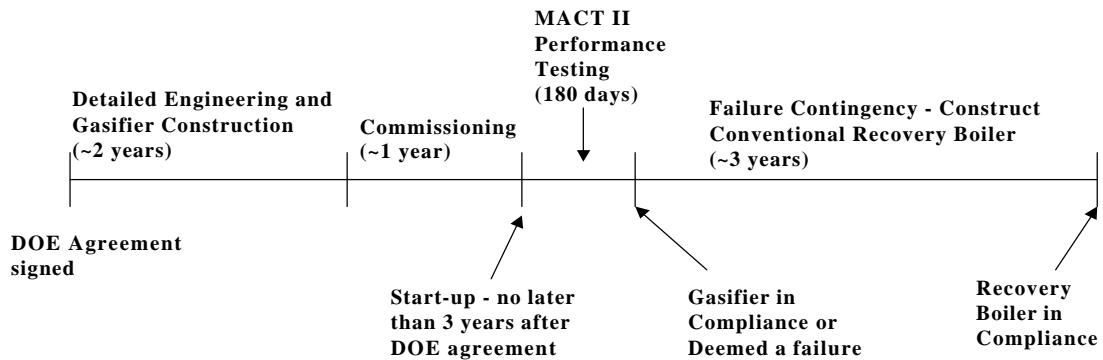 MACT II
Performance
Testing
(180 days)
Detailed Engineering and
Gasifier Construction
(~2 years)
Commissioning
(~1 year)
Failure Contingency - Construct
Conventional Recovery Boiler
(~3 years)
DOE Agreement
signed
Start-up - no later
than 3 years after
DOE agreement
Gasifier in
Compliance or
Deemed a failure
Recovery
Boiler in
Compliance